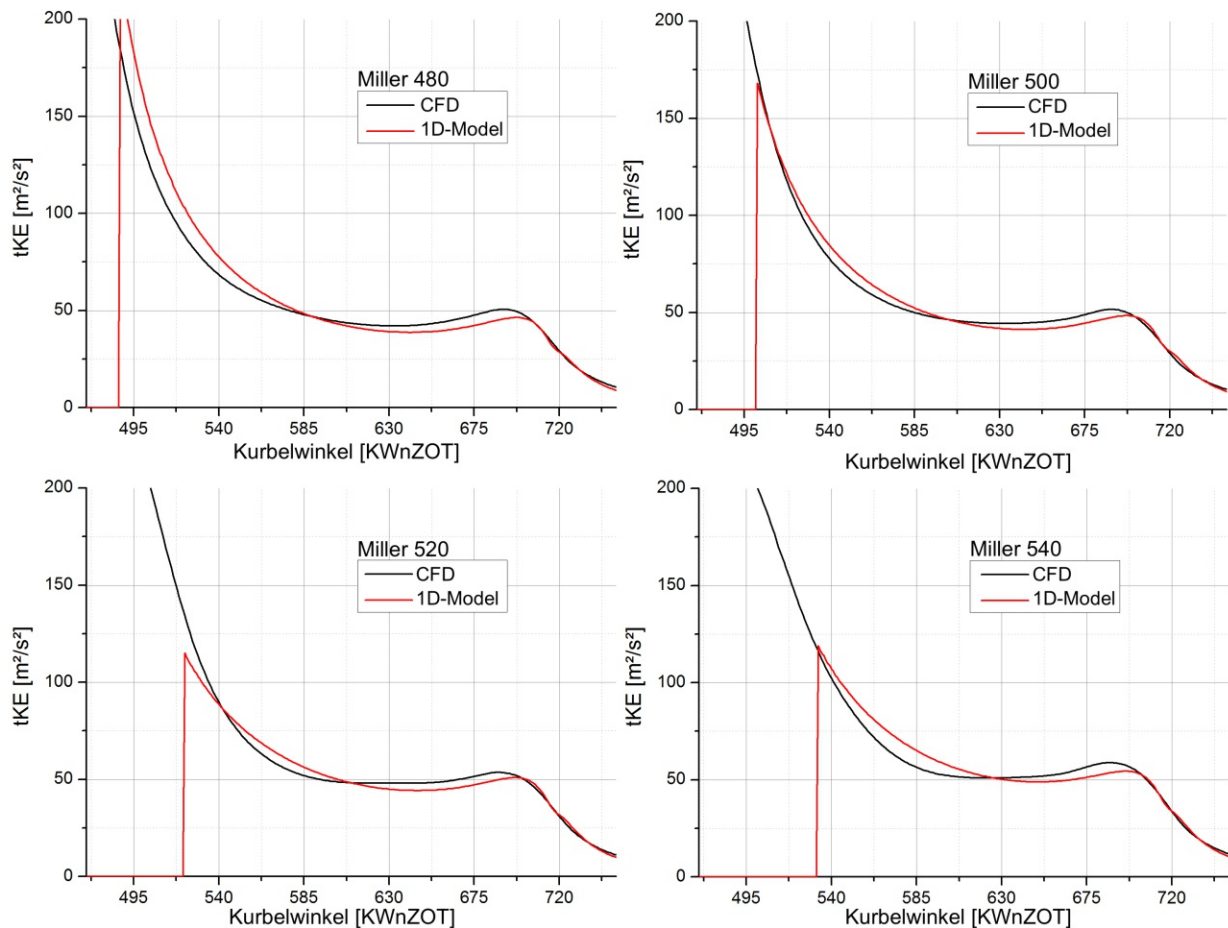 200
150
100
50
0
tKE [m²/s²]
Miller 480
CFD
1D-Model
495 540 585 630 675 720
Kurbelwinkel [KWnZOT]
200
150
100
50
0
tKE [m²/s²]
Miller 500
CFD
1D-Model
495 540 585 630 675 720
Kurbelwinkel [KWnZOT]
200
150
100
50
0
tKE [m²/s²]
Miller 520
CFD
1D-Model
495 540 585 630 675 720
Kurbelwinkel [KWnZOT]
200
150
100
50
0
tKE [m²/s²]
Miller 540
CFD
1D-Model
495 540 585 630 675 720
Kurbelwinkel [KWnZOT]